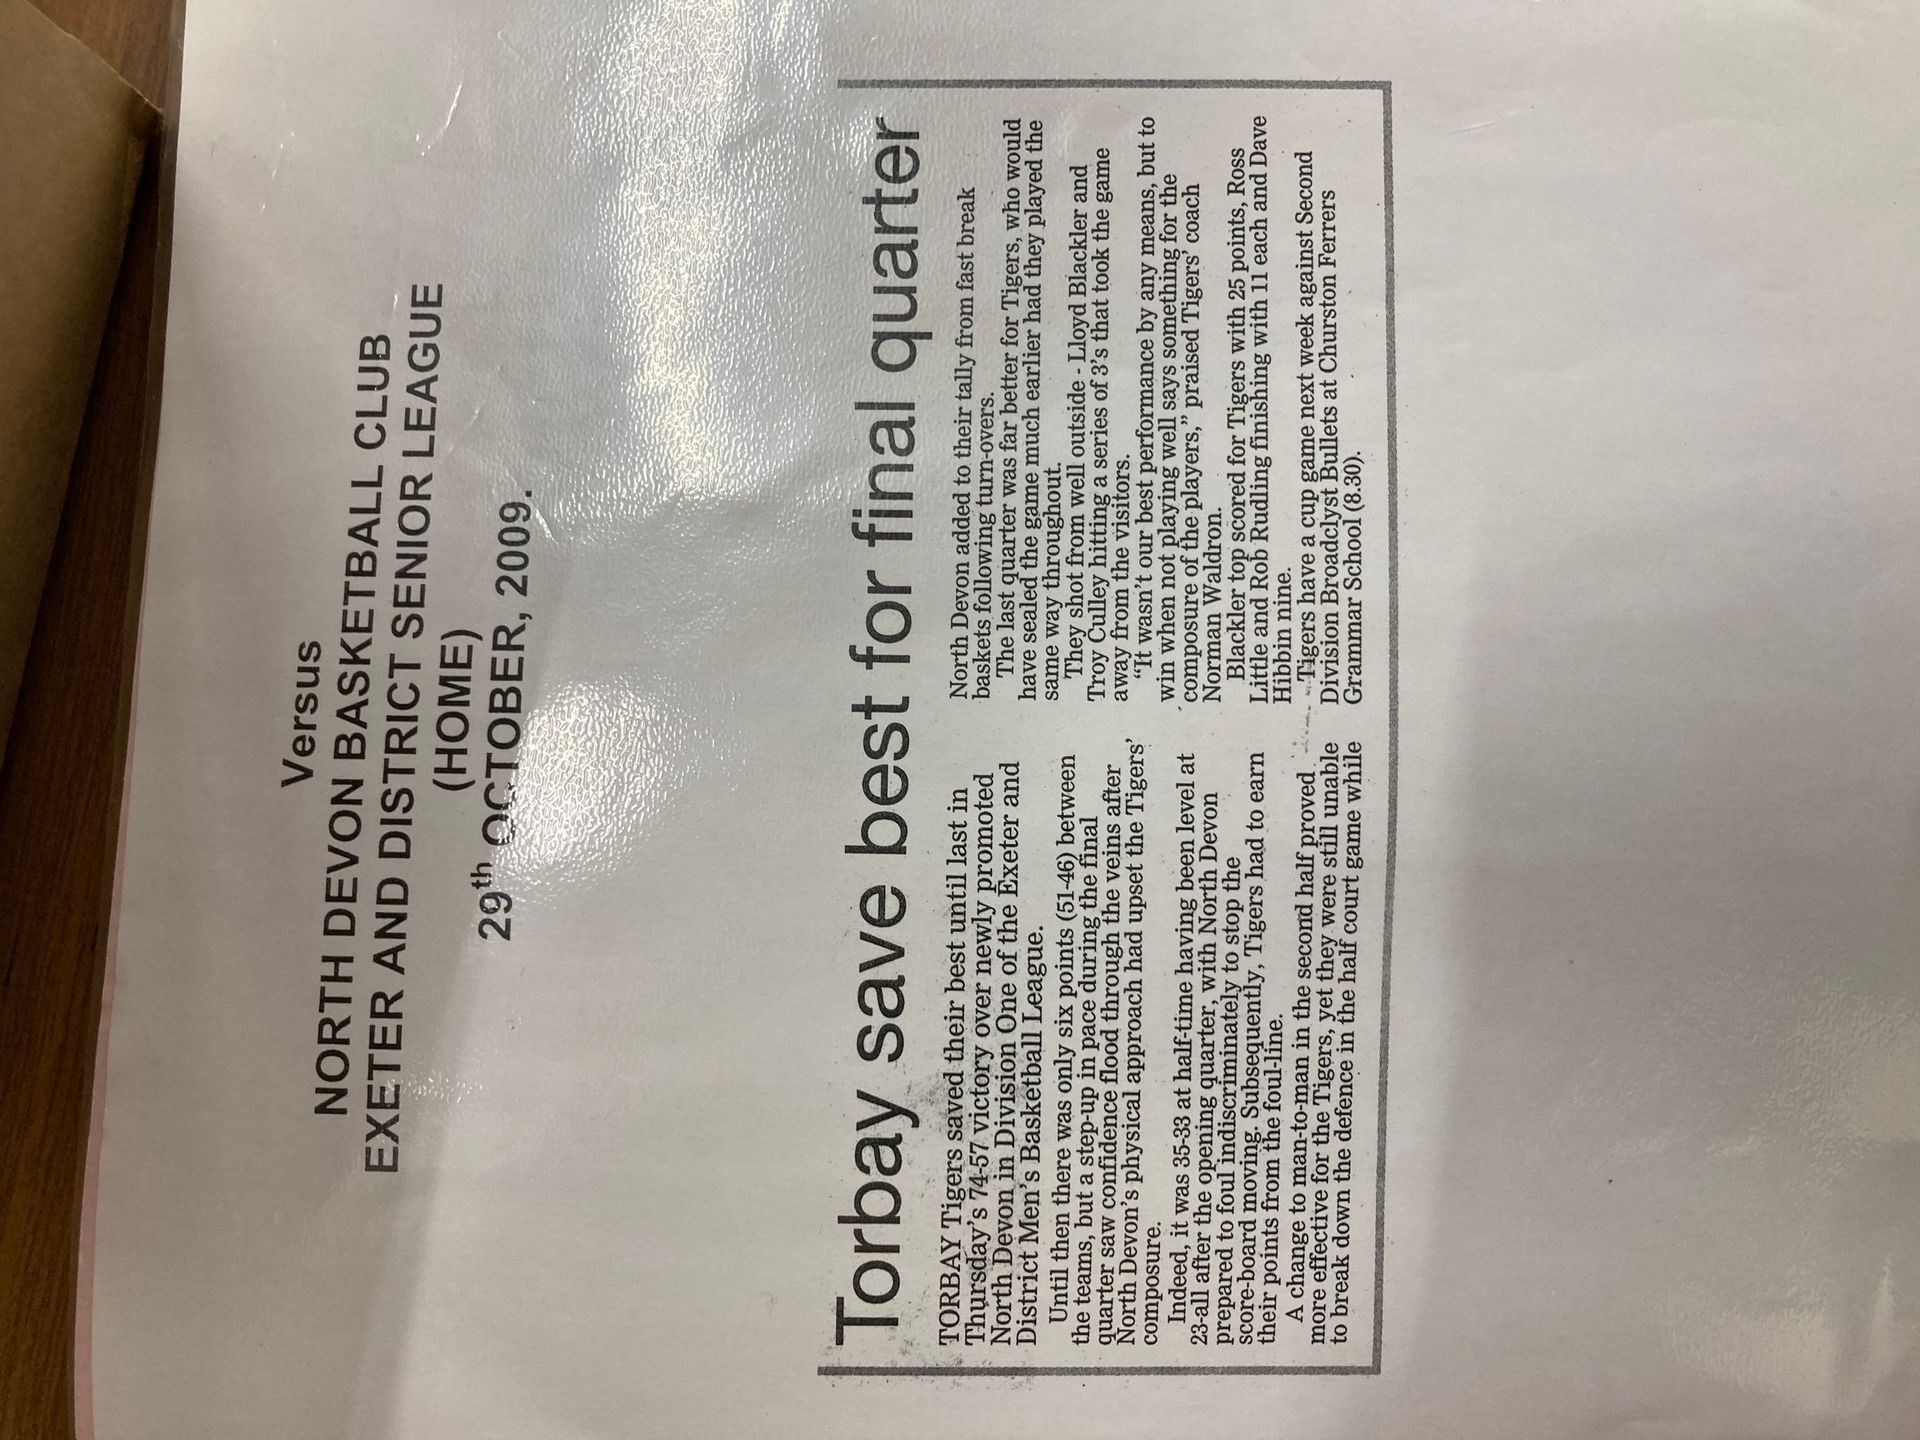 Versus
NORTH DEVON BASKETBALL CLUB
EXETER AND DISTRICT SENIOR LEAGUE
(HOME)
29th OCTOBER, 2009.
Torbay save best for final quarter
TORBAY Tigers saved their best until last in
Thursday's 74-57 victory over newly promoted
North Devon in Division One of the Exeter and
District Men's Basketball League.
Until then there was only six points (51-46) between
the teams, but a step-up in pace during the final
quarter saw confidence flood through the veins after
North Devon's physical approach had upset the Tigers'
composure.
Indeed, it was 35-33 at half-time having been level at
23-all after the opening quarter, with North Devon
prepared to foul indiscriminately to stop the
score-board moving. Subsequently, Tigers had to earn
their points from the foul-line.
A change to man-to-man in the second half proved
more effective for the Tigers, yet they were still unable
to break down the defence in the half court game while
North Devon added to their tally from fast break
baskets following turn-overs.
The last quarter was far better for Tigers, who would
have sealed the game much earlier had they played the
same way throughout.
They shot from well outside - Lloyd Blackler and
Troy Culley hitting a series of 3's that took the game
away from the visitors.
"It wasn't our best performance by any means, but to
win when not playing well says something for the
composure of the players," praised Tigers' coach
Norman Waldron.
Blackler top scored for Tigers with 25 points, Ross
Little and Rob Rudling finishing with 11 each and Dave
Hibbin nine.
Tigers have a cup game next week against Second
Division Broadclyst Bullets at Churston Ferrers
Grammar School (8.30).